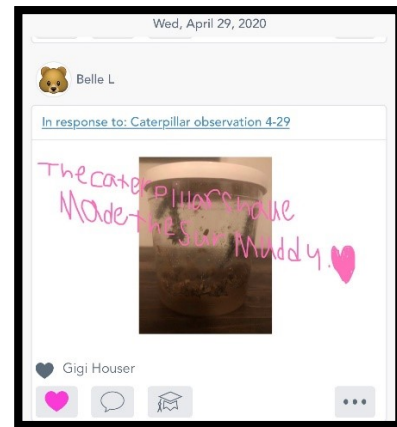 Wed, April 29, 2020
Belle L
In response to: Caterpillar observation 4-29
The caterpillars have
Made the Jar Muddy.
Gigi Houser